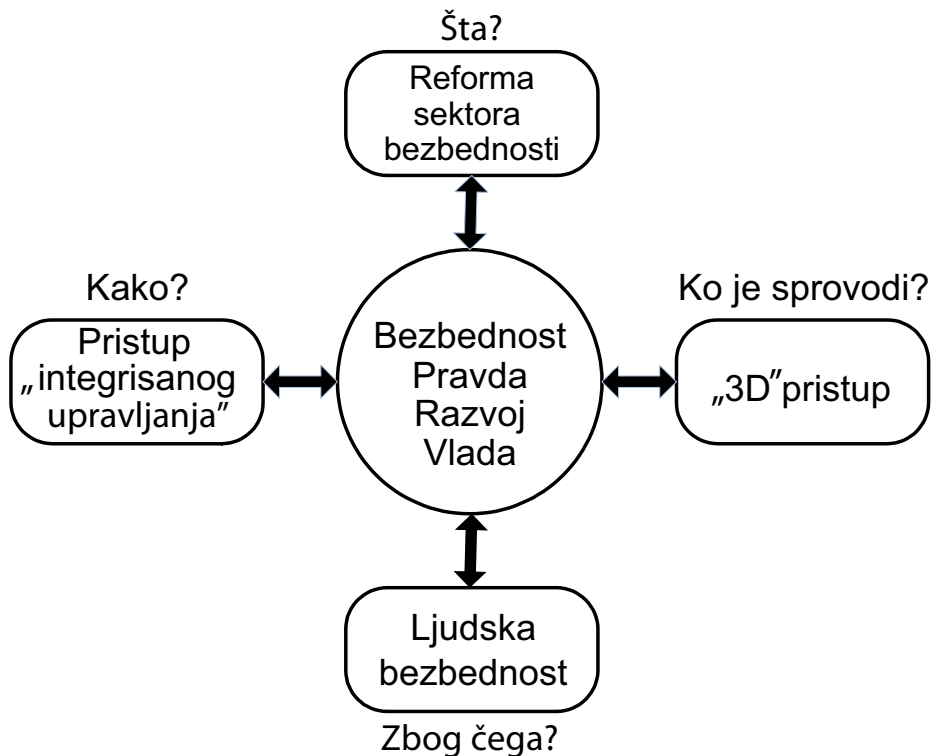 Šta?
Reforma
sektora
bezbednosti
Kako?
Pristup
„integrisanog
upravljanja”
Bezbednost
Pravda
Razvoj
Vlada
Ko je sprovodi?
„3D” pristup
Ljudska
bezbednost
Zbog čega?